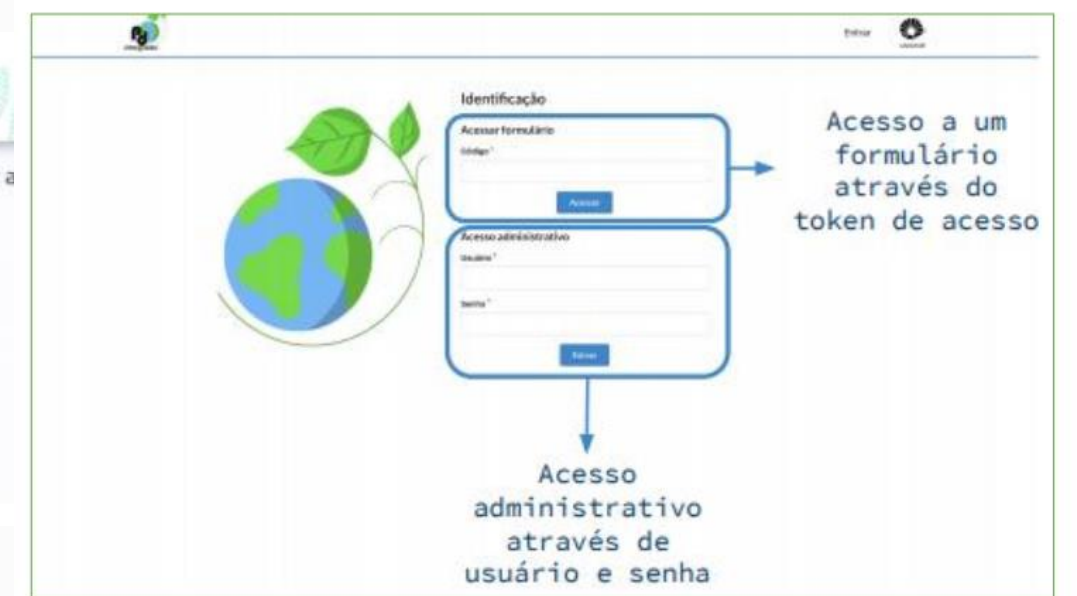 Entrar
Identificação
Acessar formulário
Código *
Acessar
Acesso administrativo
Usuário *
Senha *
Entrar
Acesso a um
formulário
através do
token de acesso
Acesso
administrativo
através de
usuário e senha